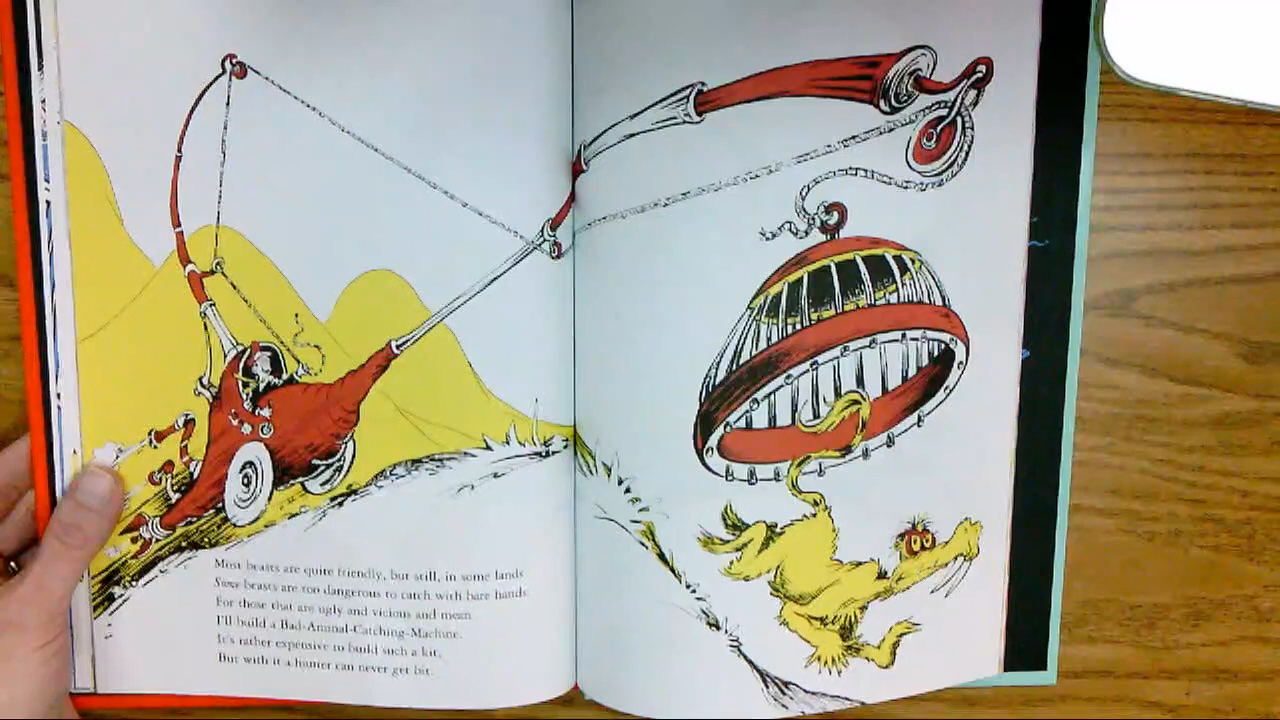 Most beasts are quite friendly, but still, in some lands
Some beasts are too dangerous to catch with bare hands.
For those that are ugly and vicious and mean
I'll build a Bad-Animal-Catching-Machine.
It's rather expensive to build such a kit,
But with it a hunter can never get bit.